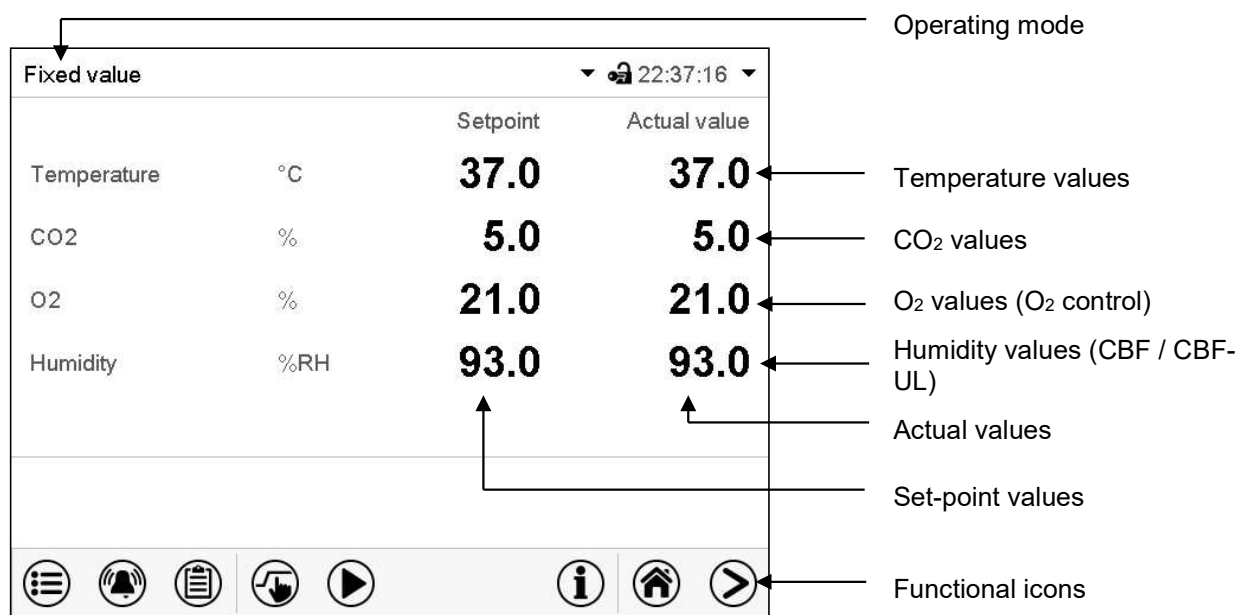 Operating mode
Fixed value 22:37:16
Setpoint Actual value
Temperature °C 37.0 37.0
Temperature values
CO2 % 5.0 5.0
CO₂ values
O2 % 21.0 21.0
O₂ values (O₂ control)
Humidity %RH 93.0 93.0
Humidity values (CBF / CBF-
UL)
Actual values
Set-point values
Functional icons